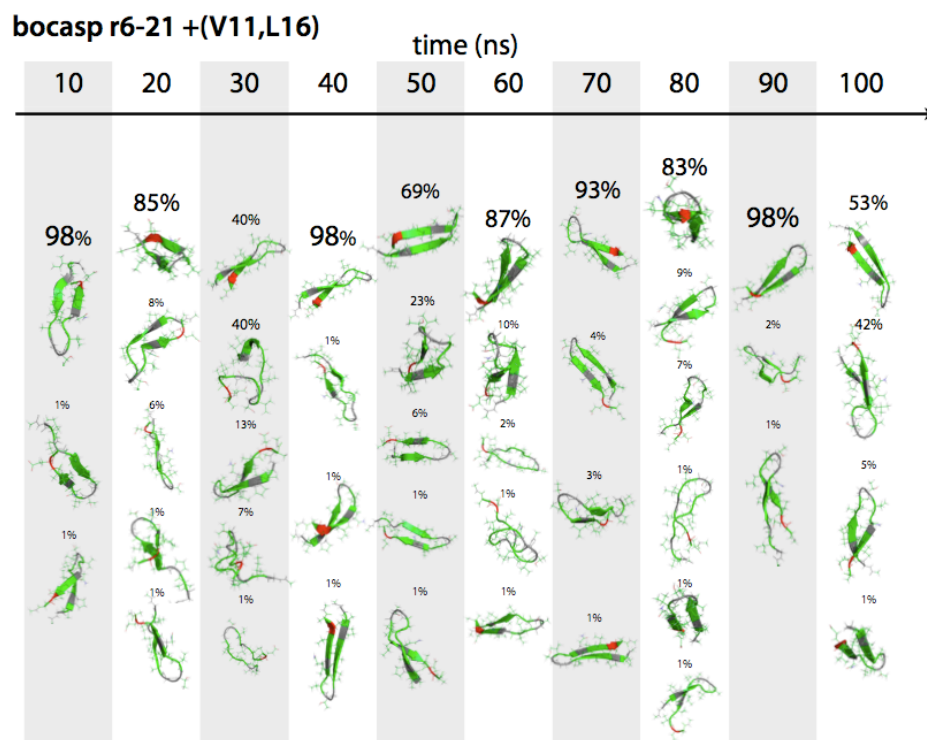 bocasp r6-21 +(V11,L16)
time (ns)
10 20 30 40 50 60 70 80 90 100
98% 85% 40% 98% 69% 87% 93% 83% 98% 53%
1% 8% 40% 1% 23% 10% 4% 9% 2% 42%
1% 6% 13% 1% 6% 2% 3% 7% 1% 5%
1% 7% 1% 1% 1% 1% 1% 1%
1% 1% 1% 1% 1%
1%